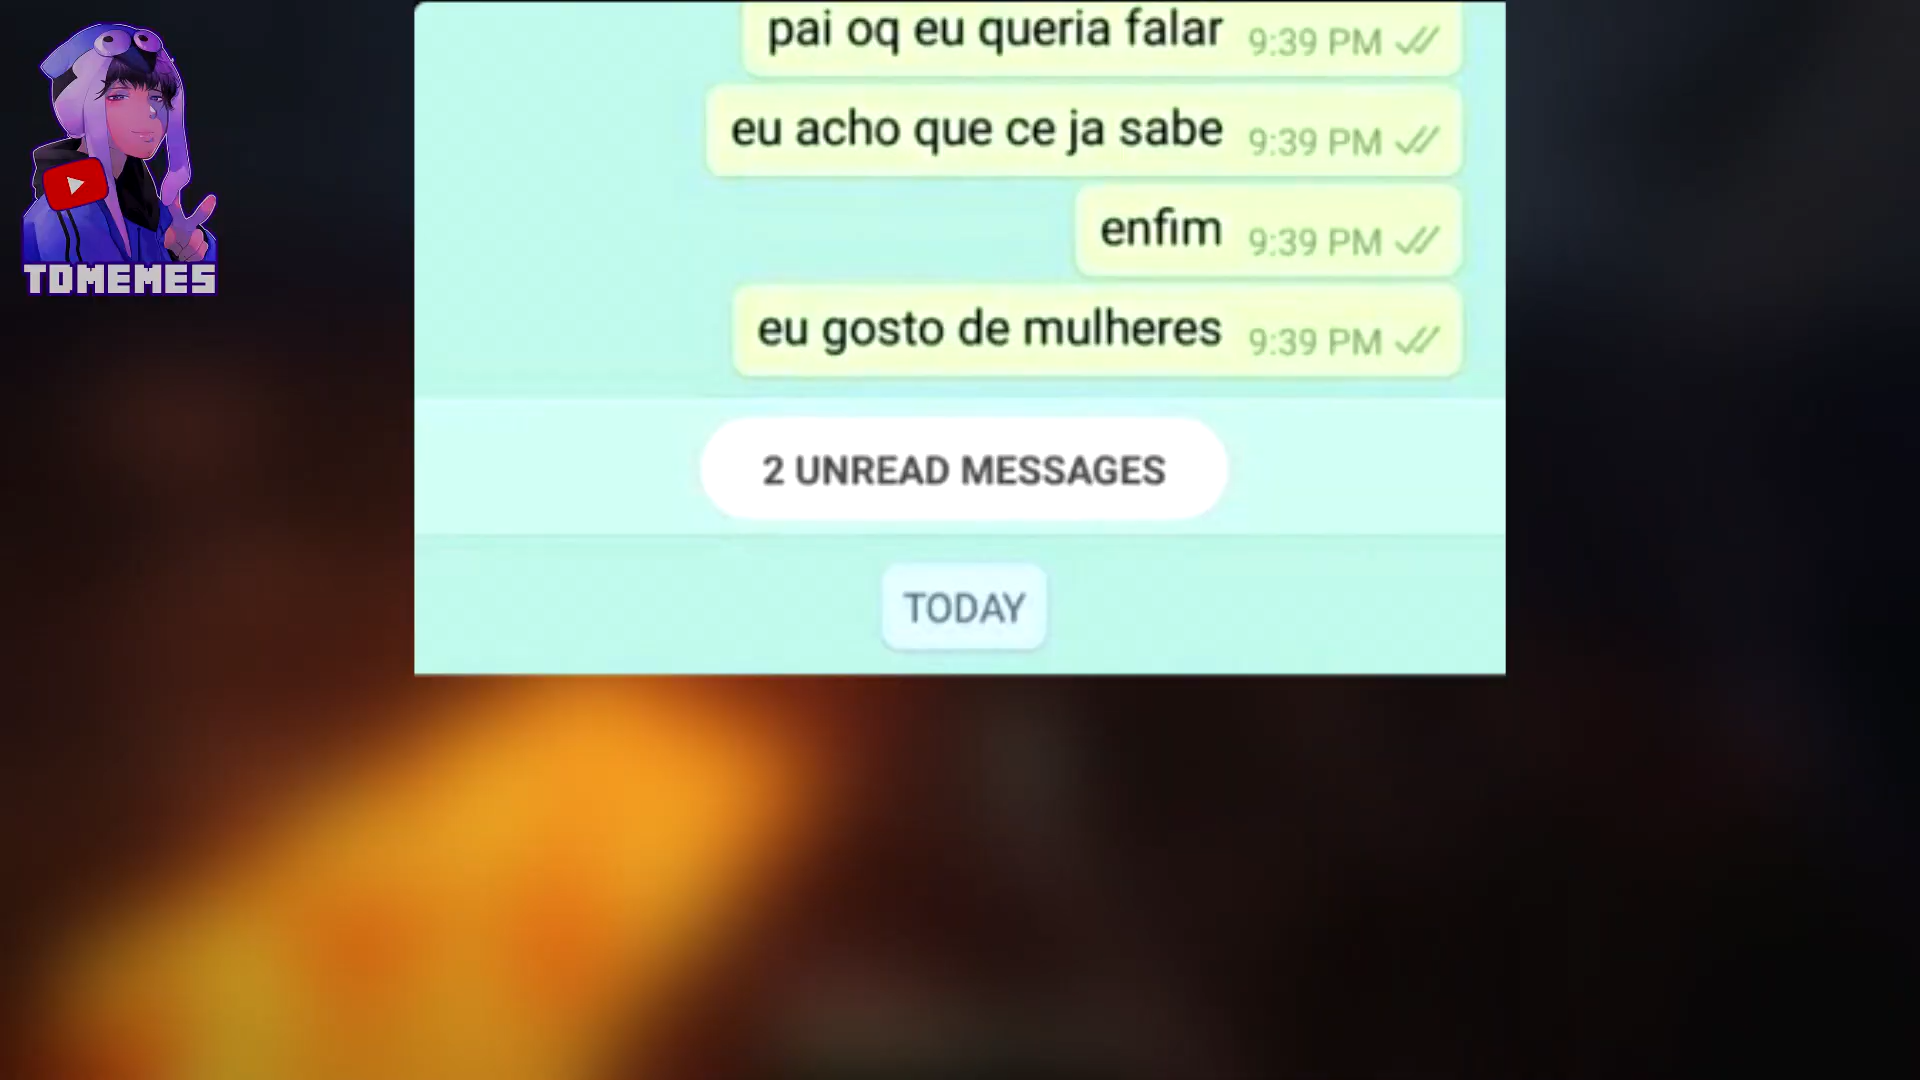 pai oq eu queria falar 9:39 PM
eu acho que ce ja sabe 9:39 PM
enfim 9:39 PM
eu gosto de mulheres 9:39 PM
2 UNREAD MESSAGES
TODAY
TDMEMES